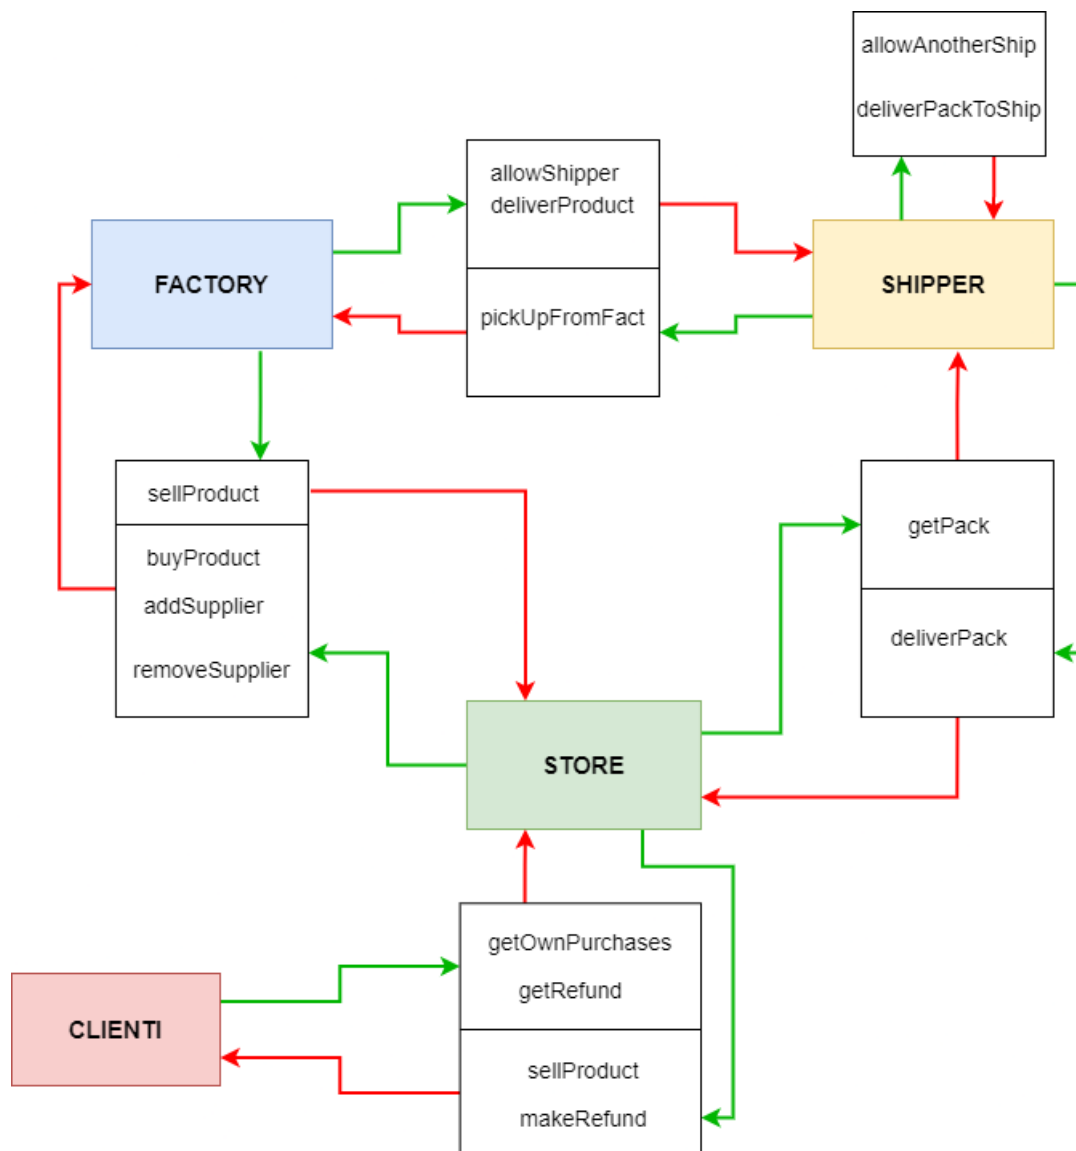 allowAnotherShip
deliverPackToShip
allowShipper
deliverProduct
FACTORY
SHIPPER
pickUpFromFact
sellProduct
buyProduct
addSupplier
removeSupplier
getPack
deliverPack
STORE
getOwnPurchases
getRefund
CLIENTI
sellProduct
makeRefund